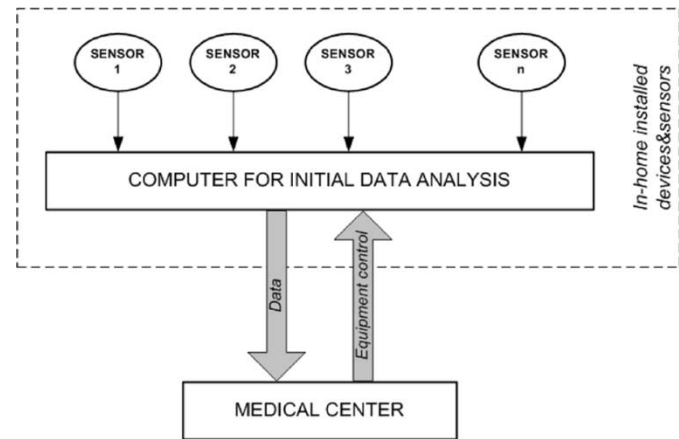 SENSOR
1
SENSOR
2
SENSOR
3
SENSOR
n
In-home installed
devices&sensors
COMPUTER FOR INITIAL DATA ANALYSIS
Data
Equipment control
MEDICAL CENTER